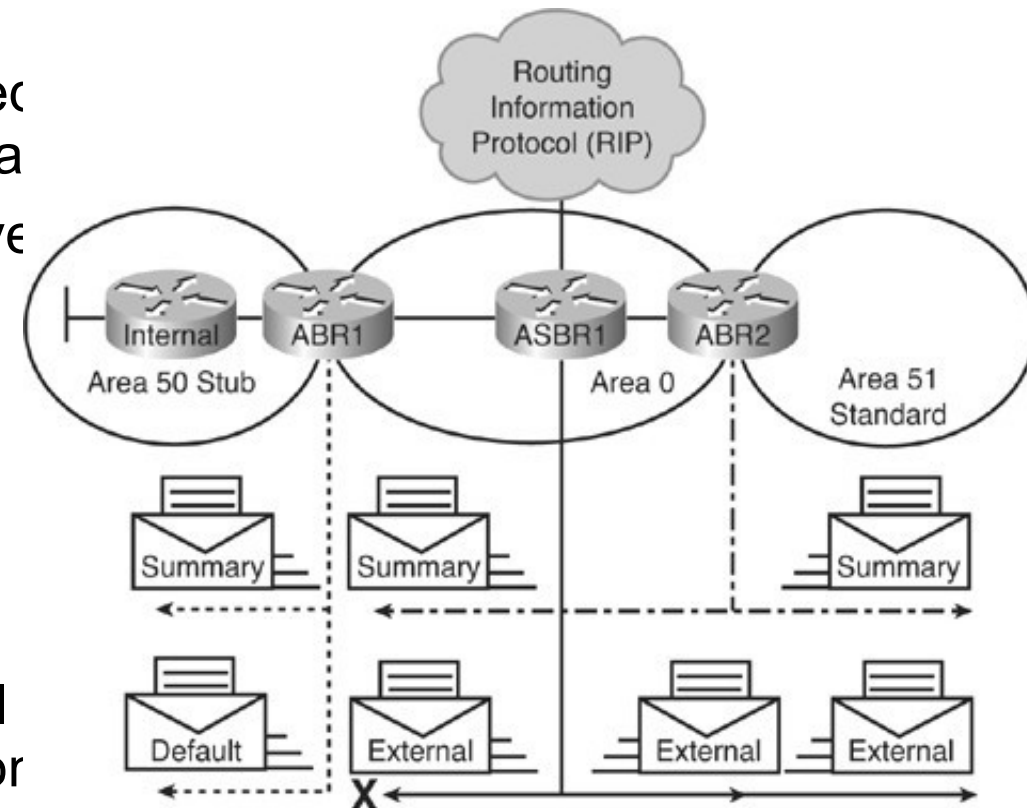 Routing
Information
Protocol (RIP)
Internal
ABR1
ASBR1
ABR2
Area 50 Stub
Area 0
Area 51
Standard
Summary
Summary
Summary
Default
External
External
External
X